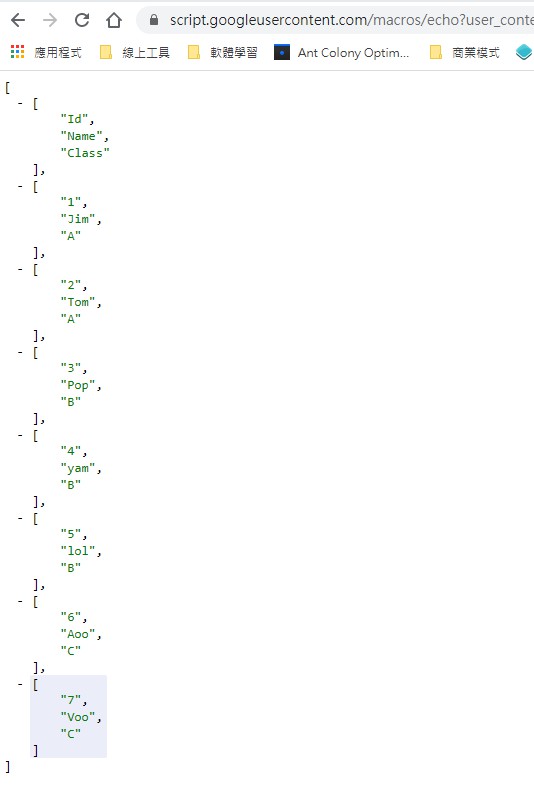 script.googleusercontent.com/macros/echo?user_conte
應用程式 線上工具 軟體學習 Ant Colony Optim... 商業模式
[
- [
"Id",
"Name",
"Class"
],
- [
"1",
"Jim",
"A"
],
- [
"2",
"Tom",
"A"
],
- [
"3",
"Pop",
"B"
],
- [
"4",
"yam",
"B"
],
- [
"5",
"lol",
"B"
],
- [
"6",
"Aoo",
"C"
],
- [
"7",
"Voo",
"C"
]
]